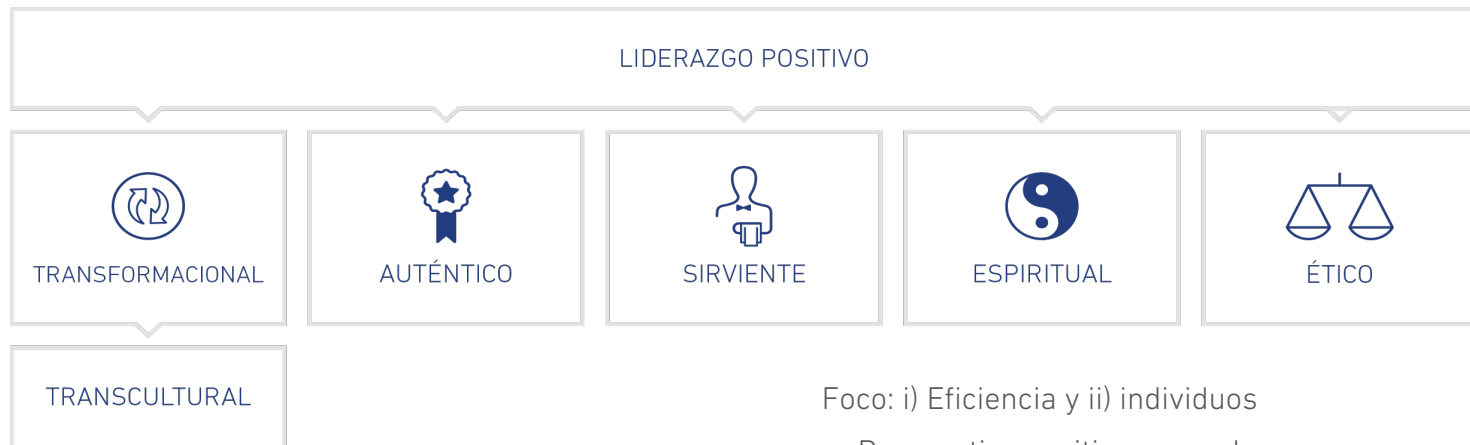 LIDERAZGO POSITIVO
TRANSFORMACIONAL
AUTÉNTICO
SIRVIENTE
ESPIRITUAL
ÉTICO
TRANSCULTURAL
Foco: i) Eficiencia y ii) individuos